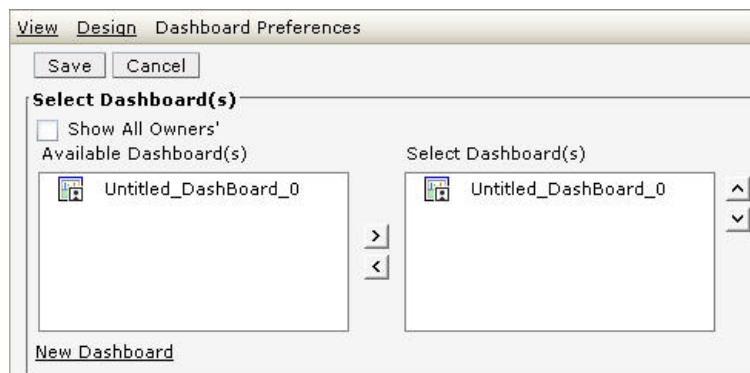 View Design Dashboard Preferences
Save Cancel
Select Dashboard(s)
Show All Owners'
Available Dashboard(s) Select Dashboard(s)
Untitled_DashBoard_0 Untitled_DashBoard_0
New Dashboard